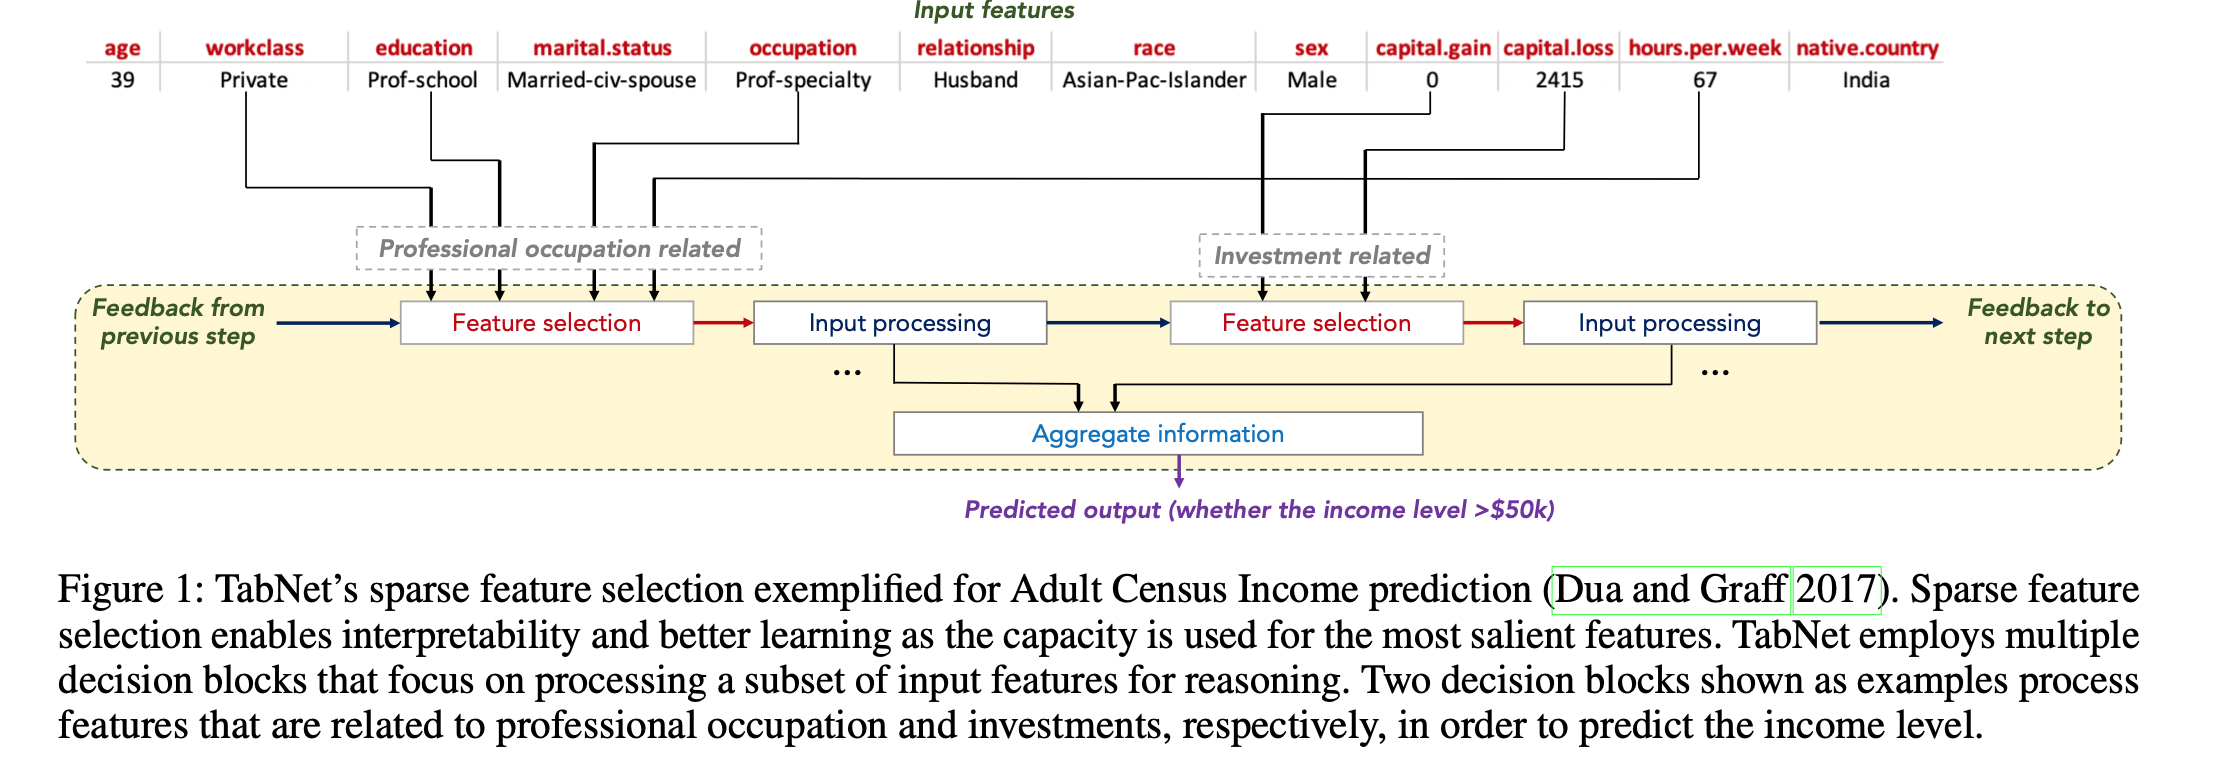 Input features
age workclass education marital.status occupation relationship race sex capital.gain capital.loss hours.per.week native.country
39 Private Prof-school Married-civ-spouse Prof-specialty Husband Asian-Pac-Islander Male 0 2415 67 India
Professional occupation related
Investment related
Feedback from
previous step
Feature selection
Input processing
Feature selection
Input processing
Feedback to
next step
...
...
Aggregate information
Predicted output (whether the income level >$50k)
Figure 1: TabNet’s sparse feature selection exemplified for Adult Census Income prediction (Dua and Graff 2017). Sparse feature
selection enables interpretability and better learning as the capacity is used for the most salient features. TabNet employs multiple
decision blocks that focus on processing a subset of input features for reasoning. Two decision blocks shown as examples process
features that are related to professional occupation and investments, respectively, in order to predict the income level.